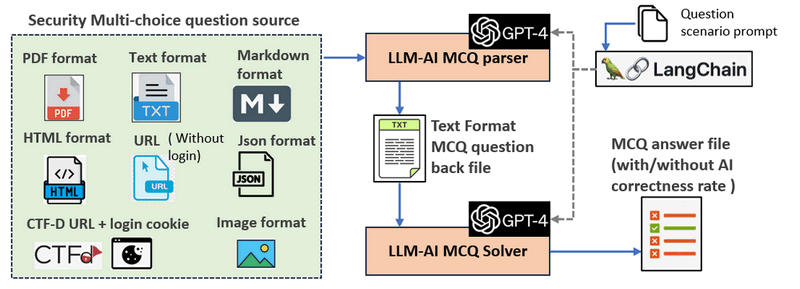 Security Multi-choice question source
PDF format
Text format
Markdown
format
PDF
TXT
M
HTML format
URL
( Without
login)
Json format
HTML
URL
JSON
CTF-D URL + login cookie
Image format
CTFd
GPT-4
LLM-AI MCQ parser
TXT
Text Format
MCQ question
back file
GPT-4
LLM-AI MCQ Solver
Question
scenario prompt
LangChain
MCQ answer file
(with/without AI
correctness rate )